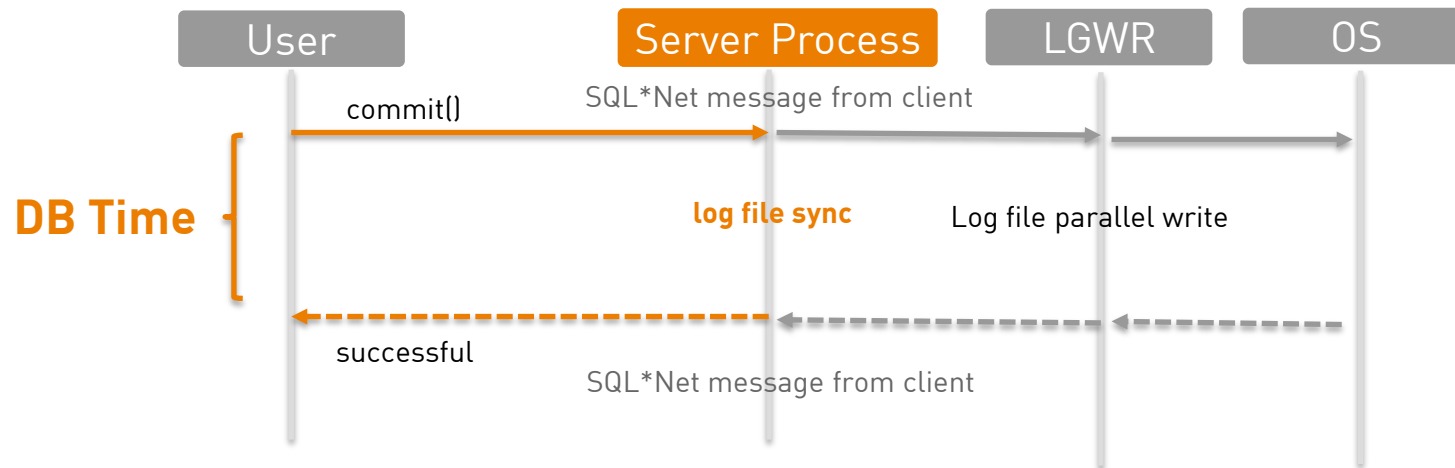 User
Server Process
LGWR
OS
commit()
SQL*Net message from client
DB Time
log file sync
Log file parallel write
successful
SQL*Net message from client